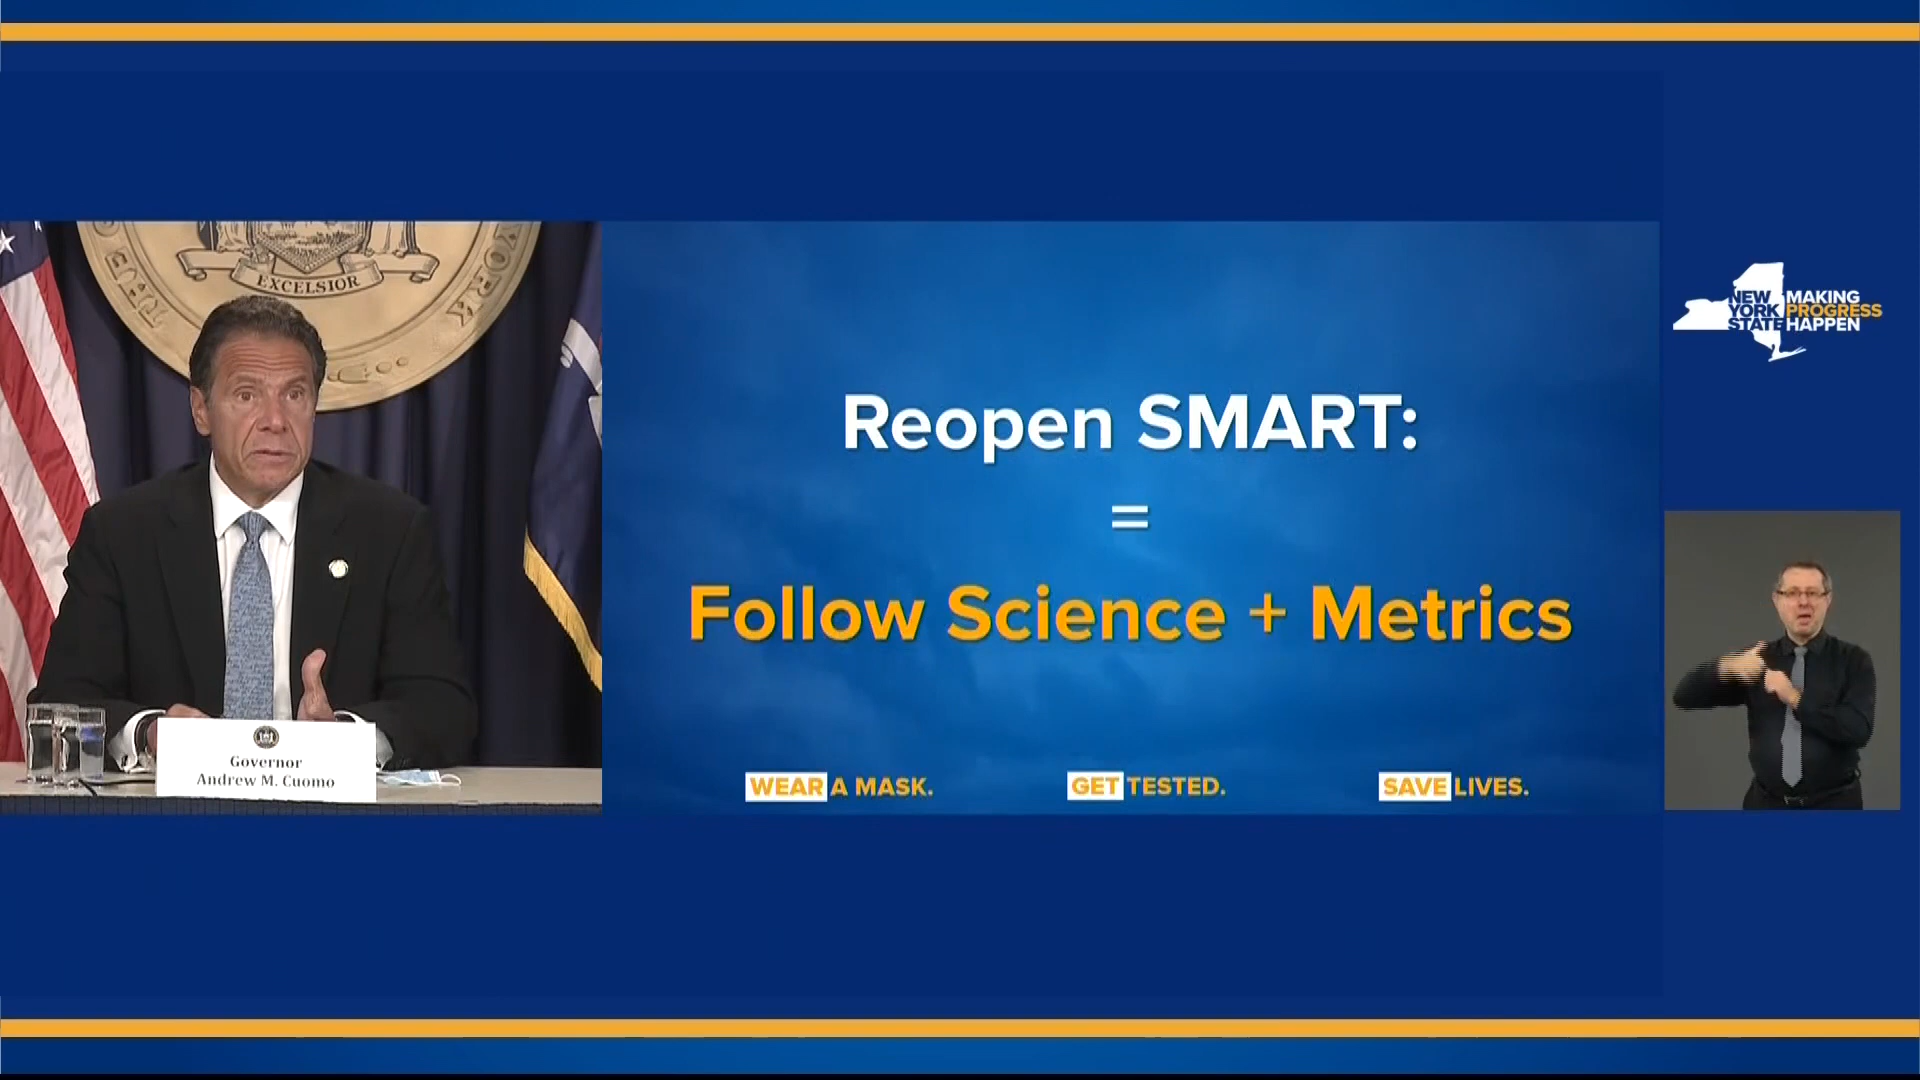 EXCELSIOR
Governor
Andrew M. Cuomo
Reopen SMART:
=
Follow Science + Metrics
WEAR A MASK.
GET TESTED.
SAVE LIVES.
NEW YORK STATE
MAKING PROGRESS HAPPEN